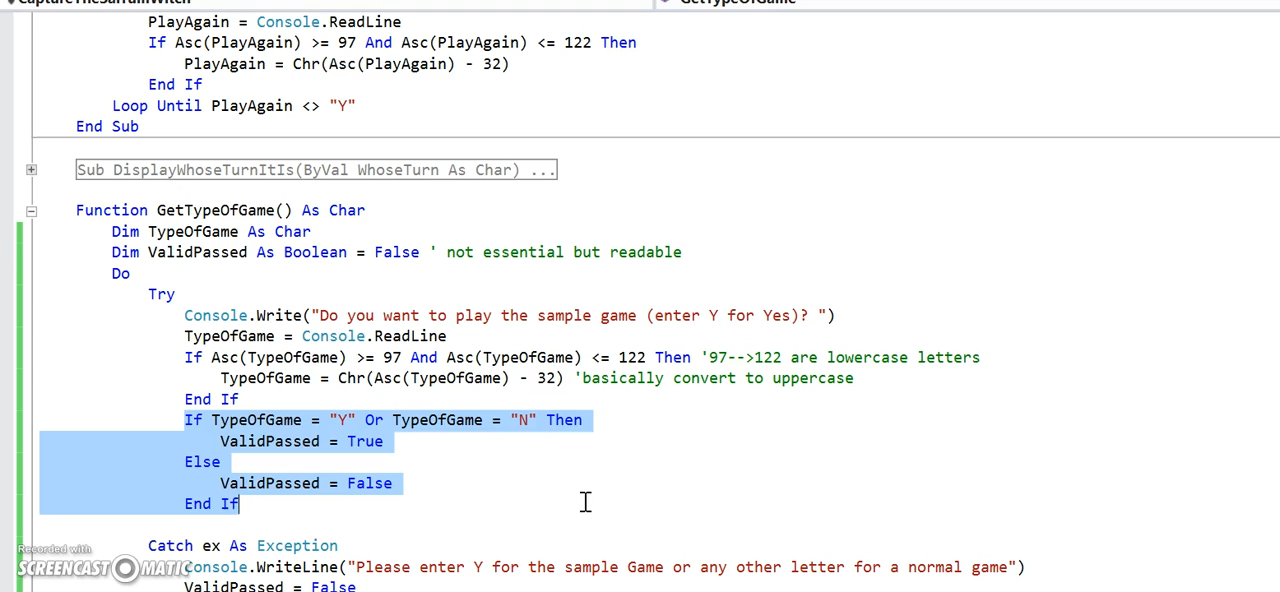 CaptureTheSarrumWitch GetTypeOfGame
PlayAgain = Console.ReadLine
If Asc(PlayAgain) >= 97 And Asc(PlayAgain) <= 122 Then
PlayAgain = Chr(Asc(PlayAgain) - 32)
End If
Loop Until PlayAgain <> "Y"
End Sub
Sub DisplayWhoseTurnItIs(ByVal WhoseTurn As Char) ...
Function GetTypeOfGame() As Char
Dim TypeOfGame As Char
Dim ValidPassed As Boolean = False ' not essential but readable
Do
Try
Console.Write("Do you want to play the sample game (enter Y for Yes)? ")
TypeOfGame = Console.ReadLine
If Asc(TypeOfGame) >= 97 And Asc(TypeOfGame) <= 122 Then '97-->122 are lowercase letters
TypeOfGame = Chr(Asc(TypeOfGame) - 32) 'basically convert to uppercase
End If
If TypeOfGame = "Y" Or TypeOfGame = "N" Then
ValidPassed = True
Else
ValidPassed = False
End If
Catch ex As Exception
Recorded with
SCREENCAST-O-MATIC
Console.WriteLine("Please enter Y for the sample Game or any other letter for a normal game")
ValidPassed = False